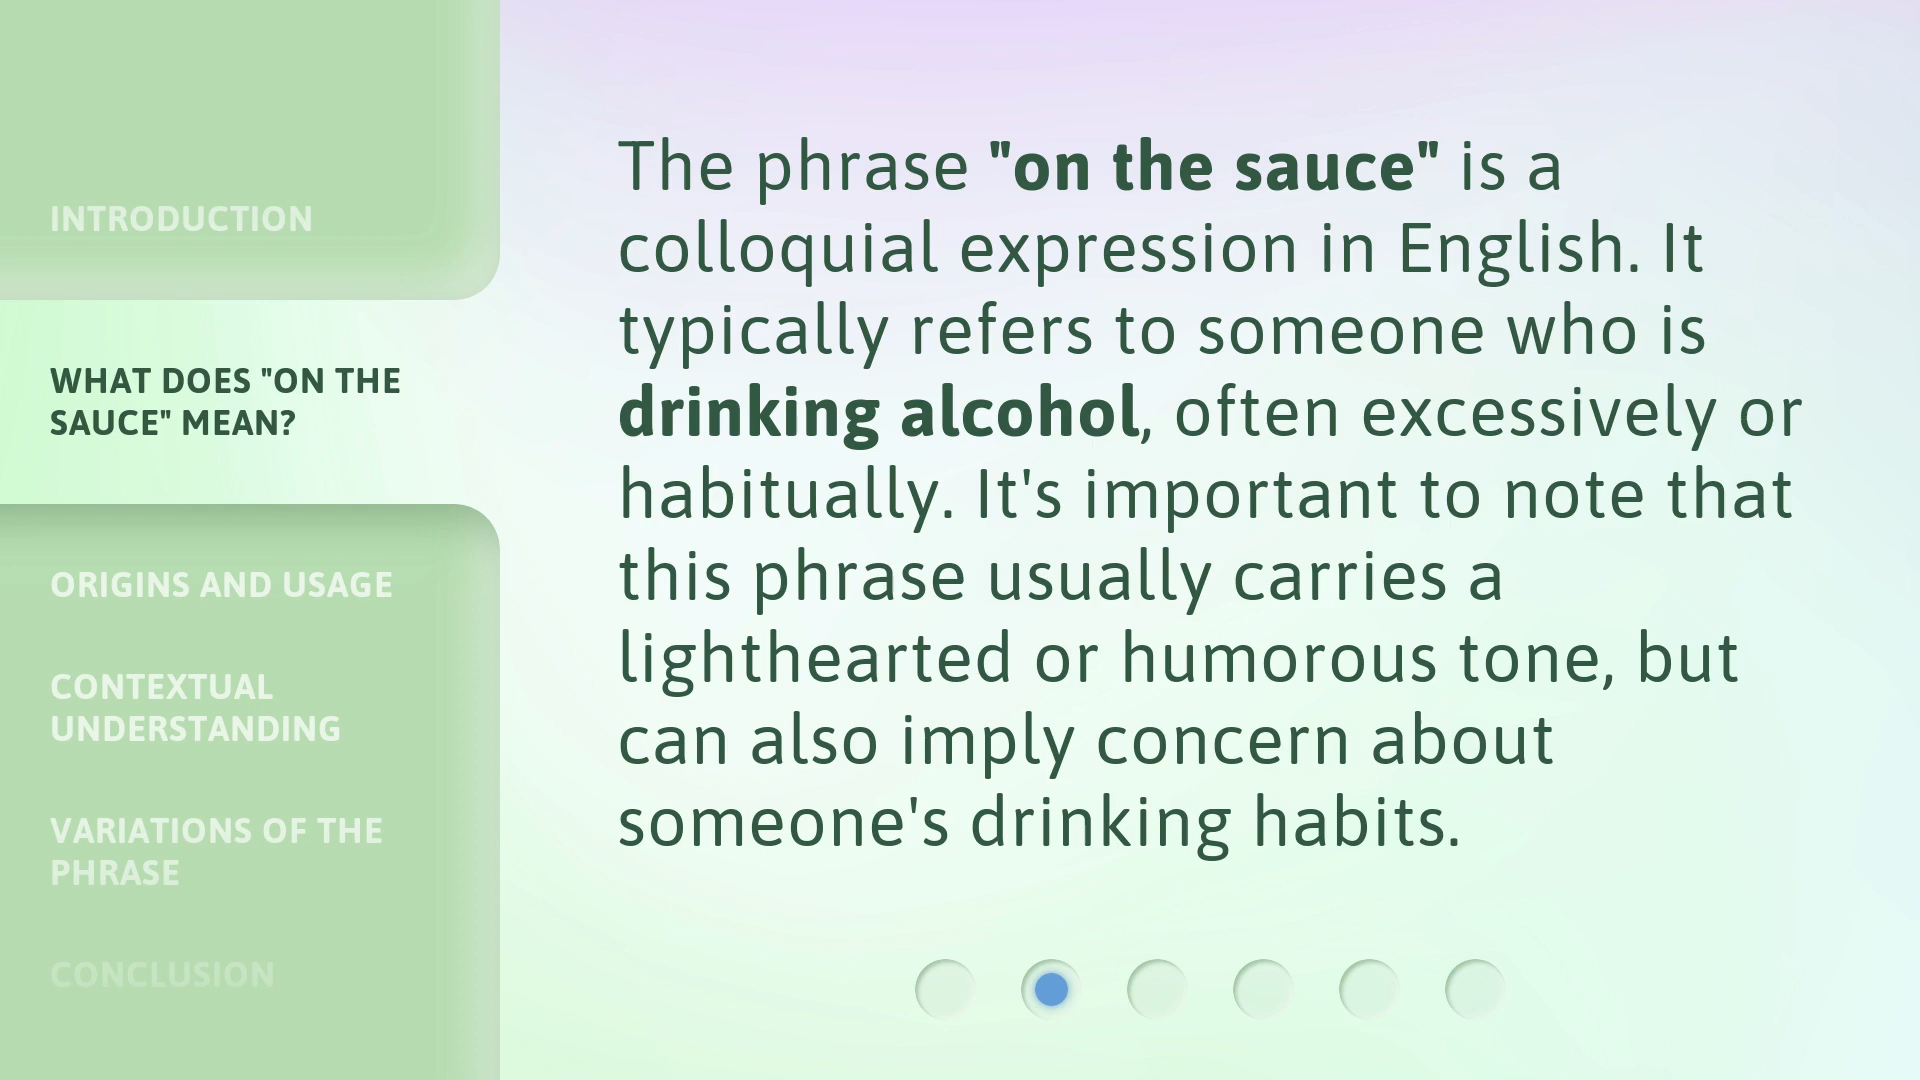 INTRODUCTION
WHAT DOES "ON THE
SAUCE" MEAN?
ORIGINS AND USAGE
CONTEXTUAL
UNDERSTANDING
VARIATIONS OF THE
PHRASE
CONCLUSION
The phrase "on the sauce" is a
colloquial expression in English. It
typically refers to someone who is
drinking alcohol, often excessively or
habitually. It's important to note that
this phrase usually carries a
lighthearted or humorous tone, but
can also imply concern about
someone's drinking habits.